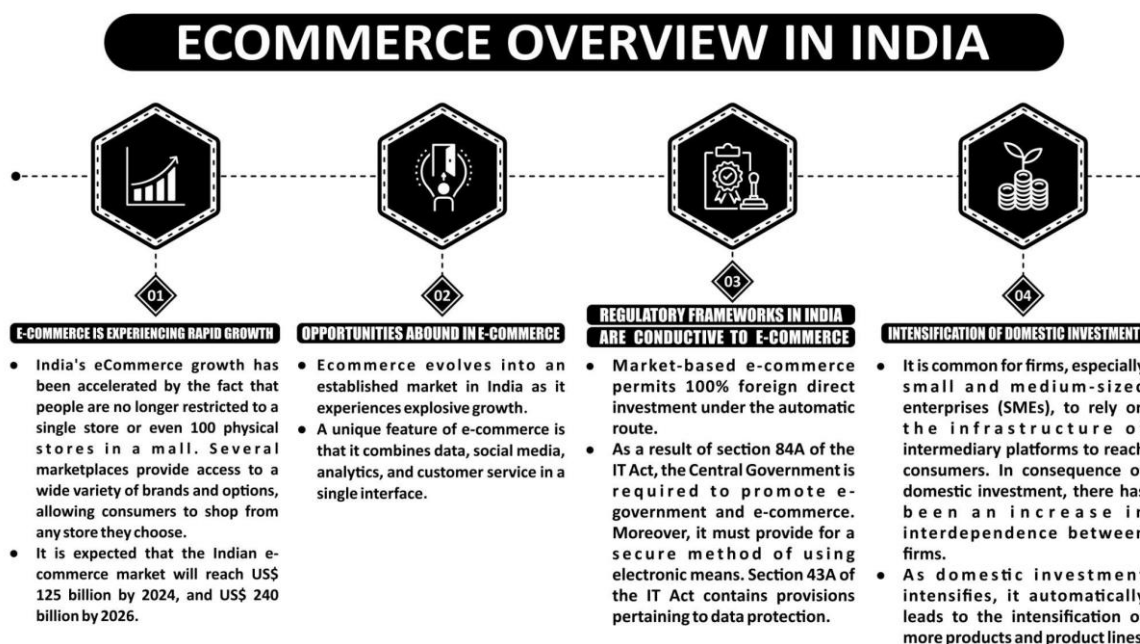 ECOMMERCE OVERVIEW IN INDIA
01
E-COMMERCE IS EXPERIENCING RAPID GROWTH
● India's eCommerce growth has
been accelerated by the fact that
people are no longer restricted to a
single store or even 100 physical
stores in a mall. Several
marketplaces provide access to a
wide variety of brands and options,
allowing consumers to shop from
any store they choose.
● It is expected that the Indian e-
commerce market will reach US$
125 billion by 2024, and US$ 240
billion by 2026.
02
OPPORTUNITIES ABOUND IN E-COMMERCE
● Ecommerce evolves into an
established market in India as it
experiences explosive growth.
● A unique feature of e-commerce is
that it combines data, social media,
analytics, and customer service in a
single interface.
03
REGULATORY FRAMEWORKS IN INDIA
ARE CONDUCTIVE TO E-COMMERCE
● Market-based e-commerce
permits 100% foreign direct
investment under the automatic
route.
● As a result of section 84A of the
IT Act, the Central Government is
required to promote e-
government and e-commerce.
Moreover, it must provide for a
secure method of using
electronic means. Section 43A of
the IT Act contains provisions
pertaining to data protection.
04
INTENSIFICATION OF DOMESTIC INVESTMENT
● It is common for firms, especially
small and medium-sized
enterprises (SMEs), to rely on
the infrastructure of
intermediary platforms to reach
consumers. In consequence of
domestic investment, there has
been an increase in
interdependence between
firms.
● As domestic investment
intensifies, it automatically
leads to the intensification of
more products and product lines